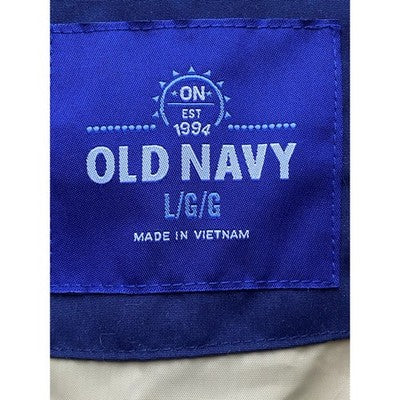 ON
EST
1994
OLD NAVY
L/G/G
MADE IN VIETNAM